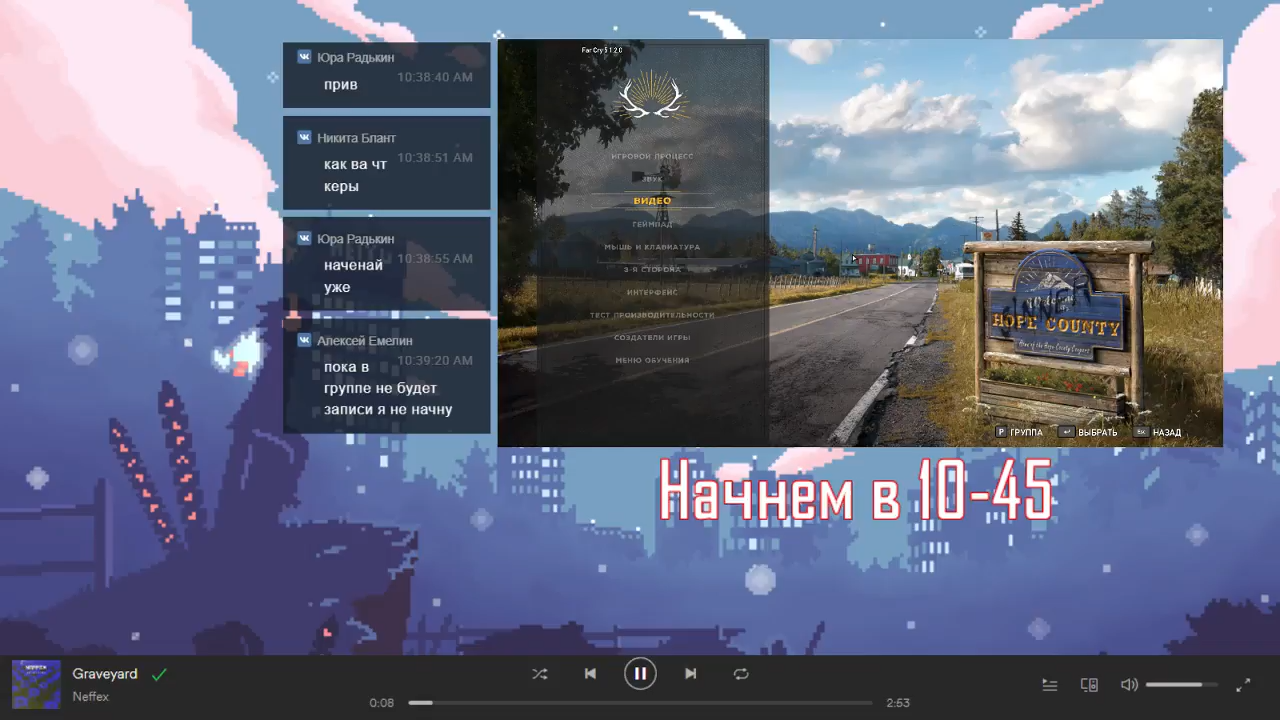 Юра Радькин
10:38:40 AM
прив
Никита Блант
10:38:51 AM
как ва чт
керы
Юра Радькин
10:38:55 AM
наченай
уже
Алексей Емелин
10:39:20 AM
пока в
группе не будет
записи я не начну
Far Cry 5 1.2.0
ИГРОВОЙ ПРОЦЕСС
ЗВУК
ВИДЕО
ГЕЙМПАД
МЫШЬ И КЛАВИАТУРА
3-Я СТОРОНА
ИНТЕРФЕЙС
ТЕСТ ПРОИЗВОДИТЕЛЬНОСТИ
СОЗДАТЕЛИ ИГРЫ
МЕНЮ ОБУЧЕНИЯ
HOPE COUNTY
P ГРУППА
ВЫБРАТЬ
НАЗАД
Начнем в 10-45
Graveyard
Neffex
0:08
2:53